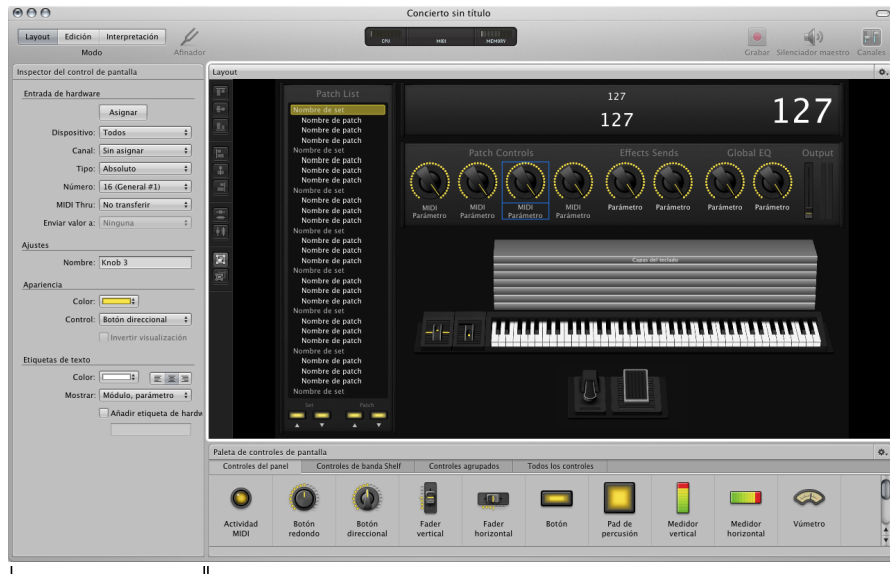 Concierto sin título
Layout Edición Interpretación
Modo
Afinador
CPU MIDI MEMORY
Grabar Silenciador maestro Canales
Inspector del control de pantalla
Entrada de hardware
Asignar
Dispositivo: Todos
Canal: Sin asignar
Tipo: Absoluto
Número: 16 (General #1)
MIDI Thru: No transferir
Enviar valor a: Ninguna
Ajustes
Nombre: Knob 3
Apariencia
Color:
Control: Botón direccional
Invertir visualización
Etiquetas de texto
Color:
Mostrar: Módulo, parámetro
Añadir etiqueta de hardw
Layout
Patch List
Nombre de set
Nombre de patch
Nombre de patch
Nombre de patch
Nombre de set
Nombre de patch
Nombre de patch
Nombre de patch
Nombre de set
Nombre de patch
Nombre de patch
Nombre de patch
Nombre de set
Nombre de patch
Nombre de patch
Nombre de patch
Nombre de set
Nombre de patch
Nombre de patch
Nombre de patch
Nombre de set
Nombre de patch
Nombre de patch
Nombre de patch
Nombre de set
Nombre de patch
Nombre de patch
Nombre de patch
Nombre de set
Set Patch
127
127
127
Patch Controls Effects Sends Global EQ Output
MIDI MIDI MIDI MIDI
Parámetro Parámetro Parámetro Parámetro Parámetro Parámetro Parámetro Parámetro
Capas del teclado
Paleta de controles de pantalla
Controles del panel Controles de banda Shelf Controles agrupados Todos los controles
Actividad MIDI
Botón redondo
Botón direccional
Fader vertical
Fader horizontal
Botón
Pad de percusión
Medidor vertical
Medidor horizontal
Vúmetro